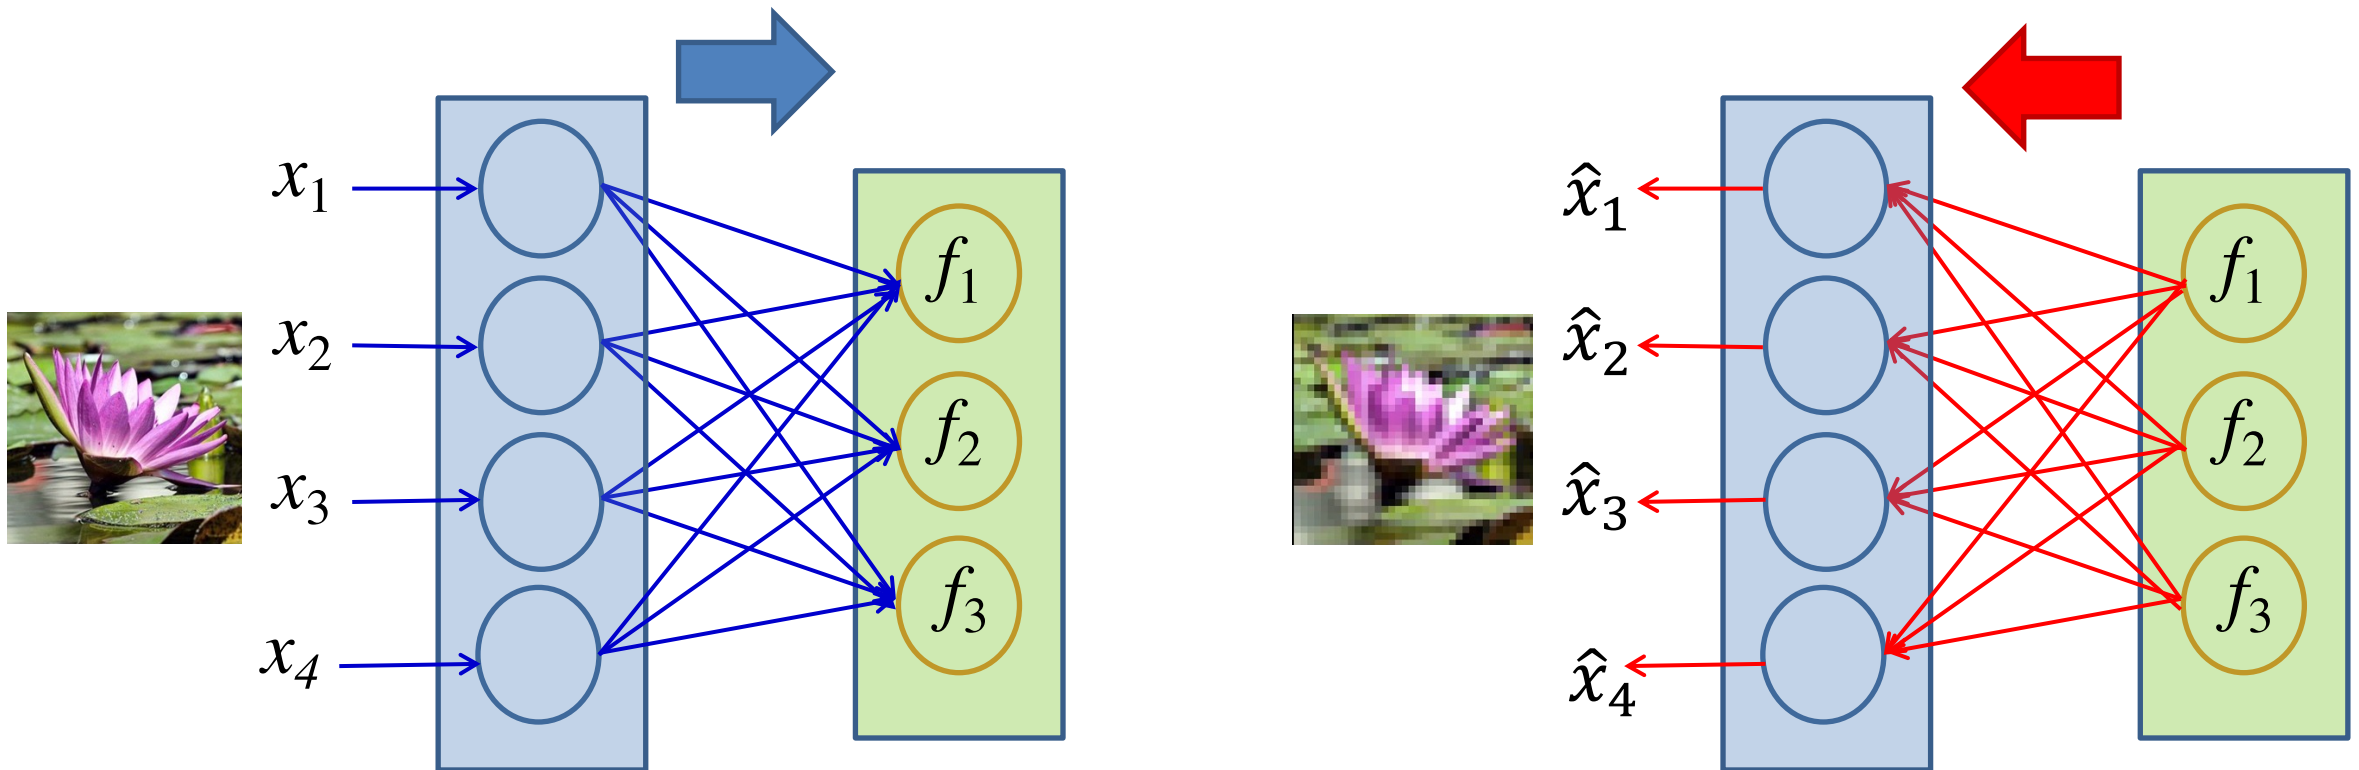 x₁
x₂
x₃
x₄
f₁
f₂
f₃
x̂₁
x̂₂
x̂₃
x̂₄
f₁
f₂
f₃